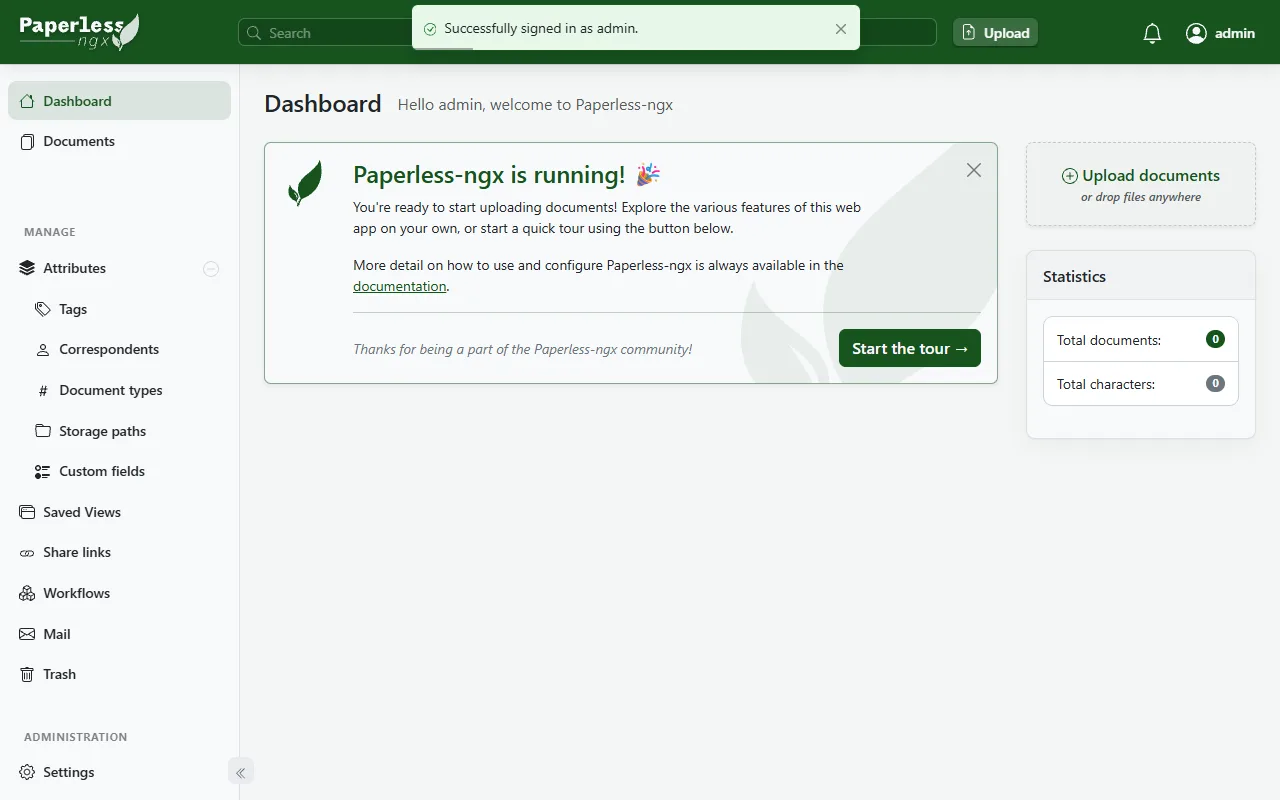 Paperless
ngx
Search
Successfully signed in as admin.
Upload
admin
Dashboard
Documents
MANAGE
Attributes
Tags
Correspondents
# Document types
Storage paths
Custom fields
Saved Views
Share links
Workflows
Mail
Trash
ADMINISTRATION
Settings
Dashboard Hello admin, welcome to Paperless-ngx
Paperless-ngx is running! 🎉
You're ready to start uploading documents! Explore the various features of this web
app on your own, or start a quick tour using the button below.
More detail on how to use and configure Paperless-ngx is always available in the
documentation.
Thanks for being a part of the Paperless-ngx community!
Start the tour →
Upload documents
or drop files anywhere
Statistics
Total documents: 0
Total characters: 0